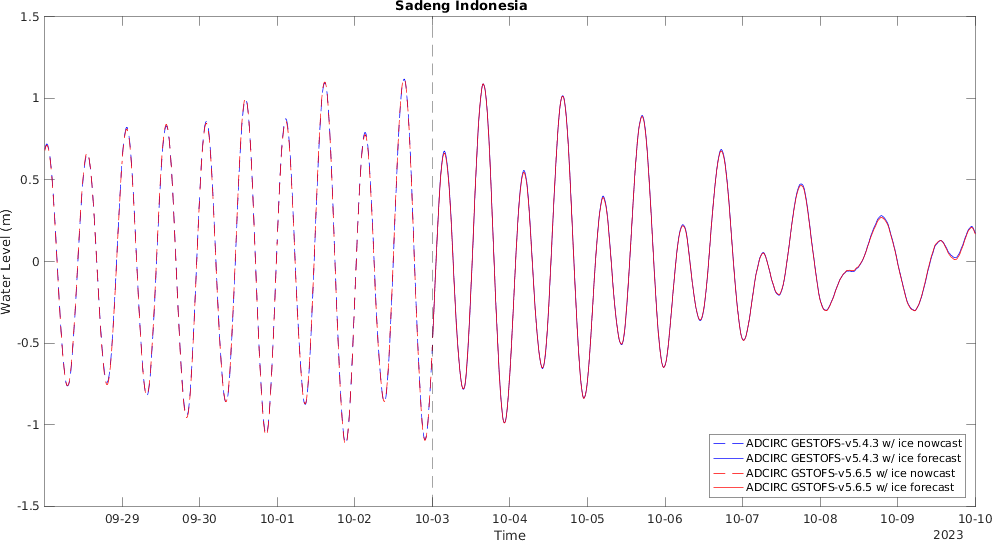 Sadeng Indonesia
1.5
1
0.5
0
-0.5
-1
-1.5
Water Level (m)
09-29 09-30 10-01 10-02 10-03 10-04 10-05 10-06 10-07 10-08 10-09 10-10
Time
2023
ADCIRC GESTOFS-v5.4.3 w/ ice nowcast
ADCIRC GESTOFS-v5.4.3 w/ ice forecast
ADCIRC GSTOFS-v5.6.5 w/ ice nowcast
ADCIRC GSTOFS-v5.6.5 w/ ice forecast